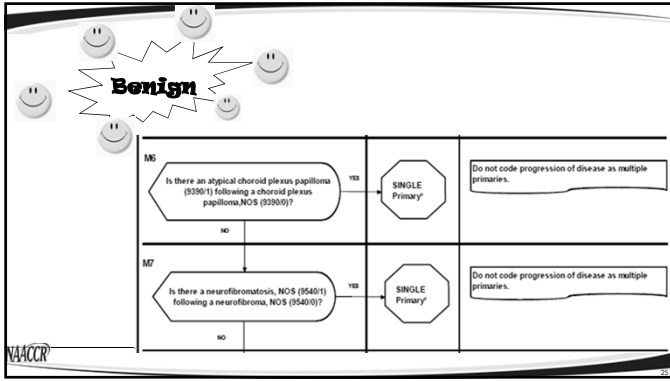 Benign
M6
Is there an atypical choroid plexus papilloma
(9390/1) following a choroid plexus
papilloma,NOS (9390/0)?
YES
SINGLE
Primary*
Do not code progression of disease as multiple
primaries.
NO
M7
Is there a neurofibromatosis, NOS (9540/1)
following a neurofibroma, NOS (9540/0)?
YES
SINGLE
Primary*
Do not code progression of disease as multiple
primaries.
NO
NAACCR
25